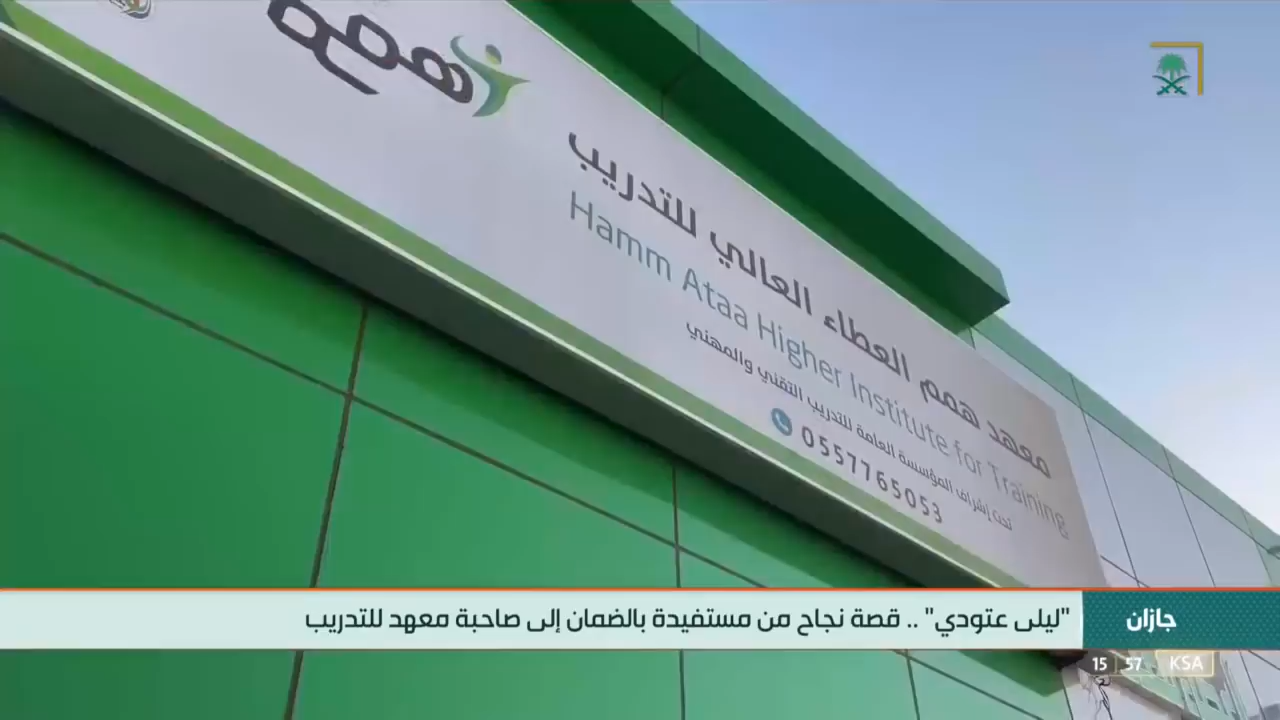 همم
معهد همم العطاء العالي للتدريب
Hamm Ataa Higher Institute for Training
تحت إشراف المؤسسة العامة للتدريب التقني والمهني
0557765053
جازان
"ليلى عتودي" .. قصة نجاح من مستفيدة بالضمان إلى صاحبة معهد للتدريب
15 57 KSA